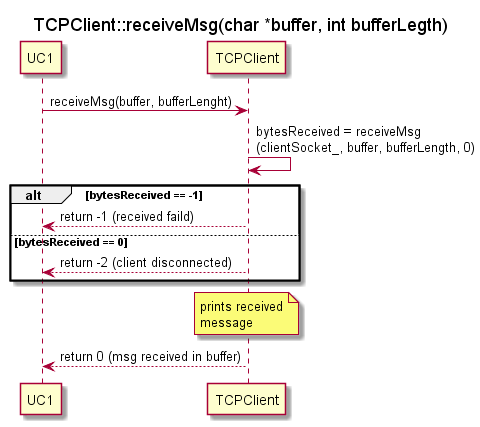 TCPClient::receiveMsg(char *buffer, int bufferLegth)
UC1
TCPClient
receiveMsg(buffer, bufferLenght)
bytesReceived = receiveMsg
(clientSocket_, buffer, bufferLength, 0)
alt
[bytesReceived == -1]
return -1 (received faild)
[bytesReceived == 0]
return -2 (client disconnected)
prints received
message
return 0 (msg received in buffer)
UC1
TCPClient